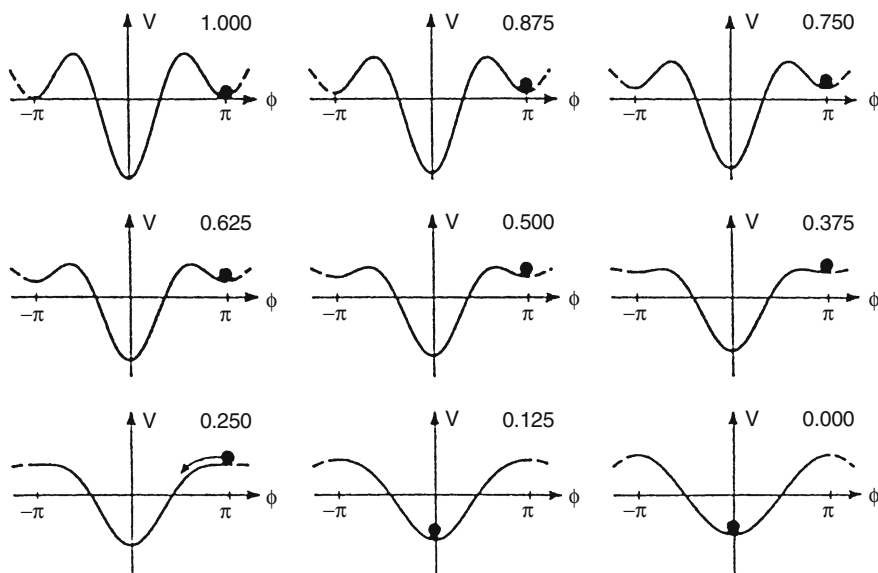 V 1.000 V 0.875 V 0.750
ϕ ϕ ϕ
−π π −π π −π π
V 0.625 V 0.500 V 0.375
ϕ ϕ ϕ
−π π −π π −π π
V 0.250 V 0.125 V 0.000
ϕ ϕ ϕ
−π π −π π −π π